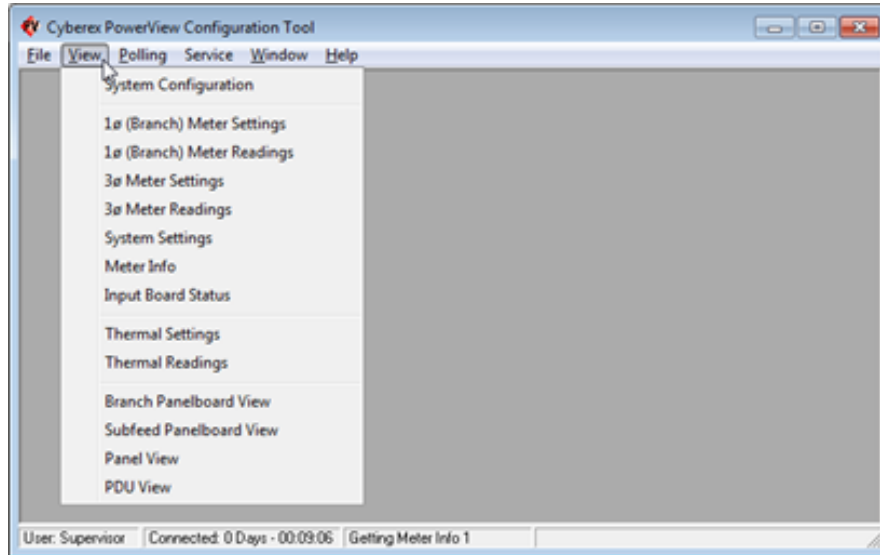 Cyberex PowerView Configuration Tool
File View Polling Service Window Help
System Configuration
1ø (Branch) Meter Settings
1ø (Branch) Meter Readings
3ø Meter Settings
3ø Meter Readings
System Settings
Meter Info
Input Board Status
Thermal Settings
Thermal Readings
Branch Panelboard View
Subfeed Panelboard View
Panel View
PDU View
User: Supervisor Connected: 0 Days - 00:09:06 Getting Meter Info 1